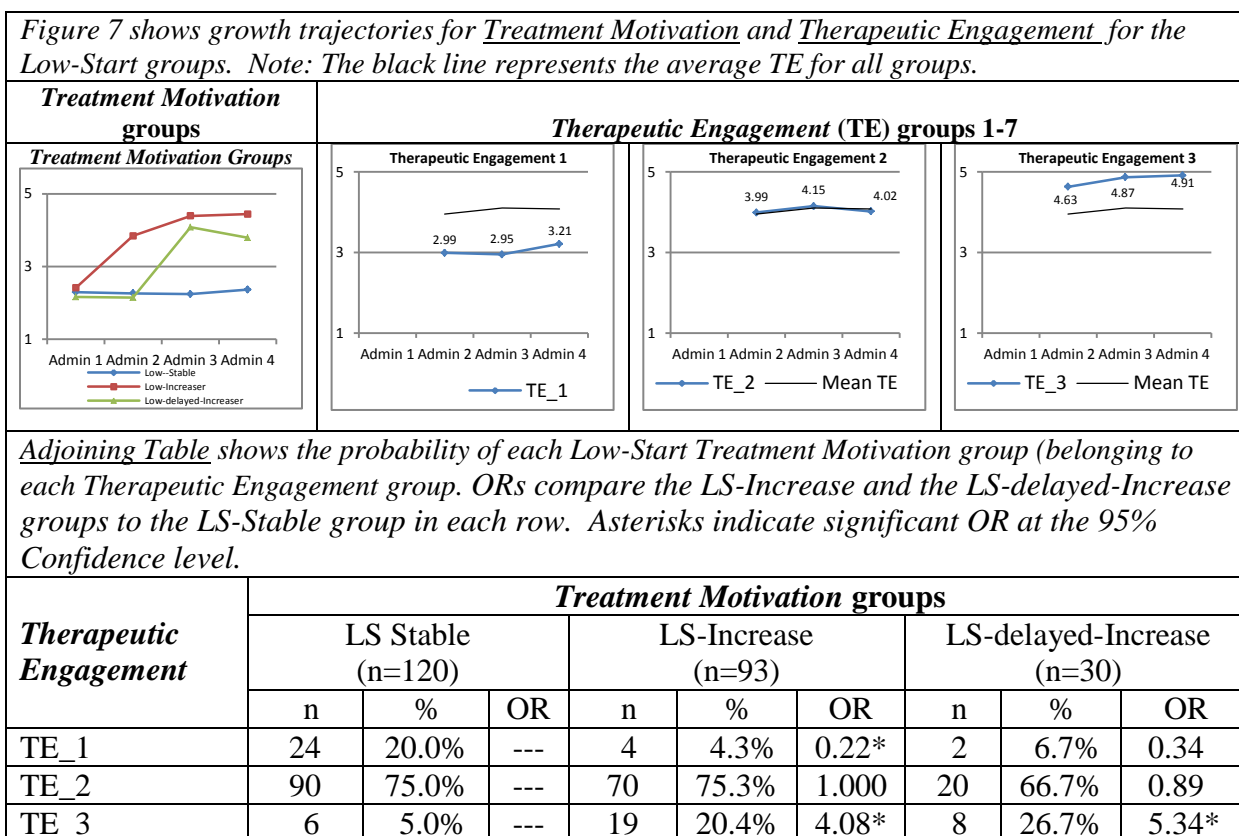 Figure 7 shows growth trajectories for Treatment Motivation and Therapeutic Engagement for the
Low-Start groups. Note: The black line represents the average TE for all groups.
Treatment Motivation
groups
Therapeutic Engagement (TE) groups 1-7
Treatment Motivation Groups
5
3
1
Admin 1 Admin 2 Admin 3 Admin 4
Low--Stable
Low-Increaser
Low-delayed-Increaser
Therapeutic Engagement 1
5
2.99 2.95 3.21
3
1
Admin 1 Admin 2 Admin 3 Admin 4
TE_1
Therapeutic Engagement 2
5
3.99 4.15 4.02
3
1
Admin 1 Admin 2 Admin 3 Admin 4
TE_2 Mean TE
Therapeutic Engagement 3
5
4.63 4.87 4.91
3
1
Admin 1 Admin 2 Admin 3 Admin 4
TE_3 Mean TE
Adjoining Table shows the probability of each Low-Start Treatment Motivation group (belonging to
each Therapeutic Engagement group. ORs compare the LS-Increase and the LS-delayed-Increase
groups to the LS-Stable group in each row. Asterisks indicate significant OR at the 95%
Confidence level.
Therapeutic
Engagement
Treatment Motivation groups
LS Stable
(n=120)
LS-Increase
(n=93)
LS-delayed-Increase
(n=30)
n % OR n % OR n % OR
TE_1 24 20.0% --- 4 4.3% 0.22* 2 6.7% 0.34
TE_2 90 75.0% --- 70 75.3% 1.000 20 66.7% 0.89
TE_3 6 5.0% --- 19 20.4% 4.08* 8 26.7% 5.34*